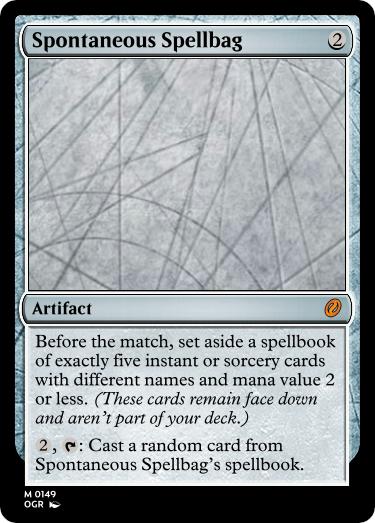 Spontaneous Spellbag 2
Artifact
Before the match, set aside a spellbook
of exactly five instant or sorcery cards
with different names and mana value 2
or less. (These cards remain face down
and aren't part of your deck.)
2, : Cast a random card from
Spontaneous Spellbag's spellbook.
M 0149
OGR